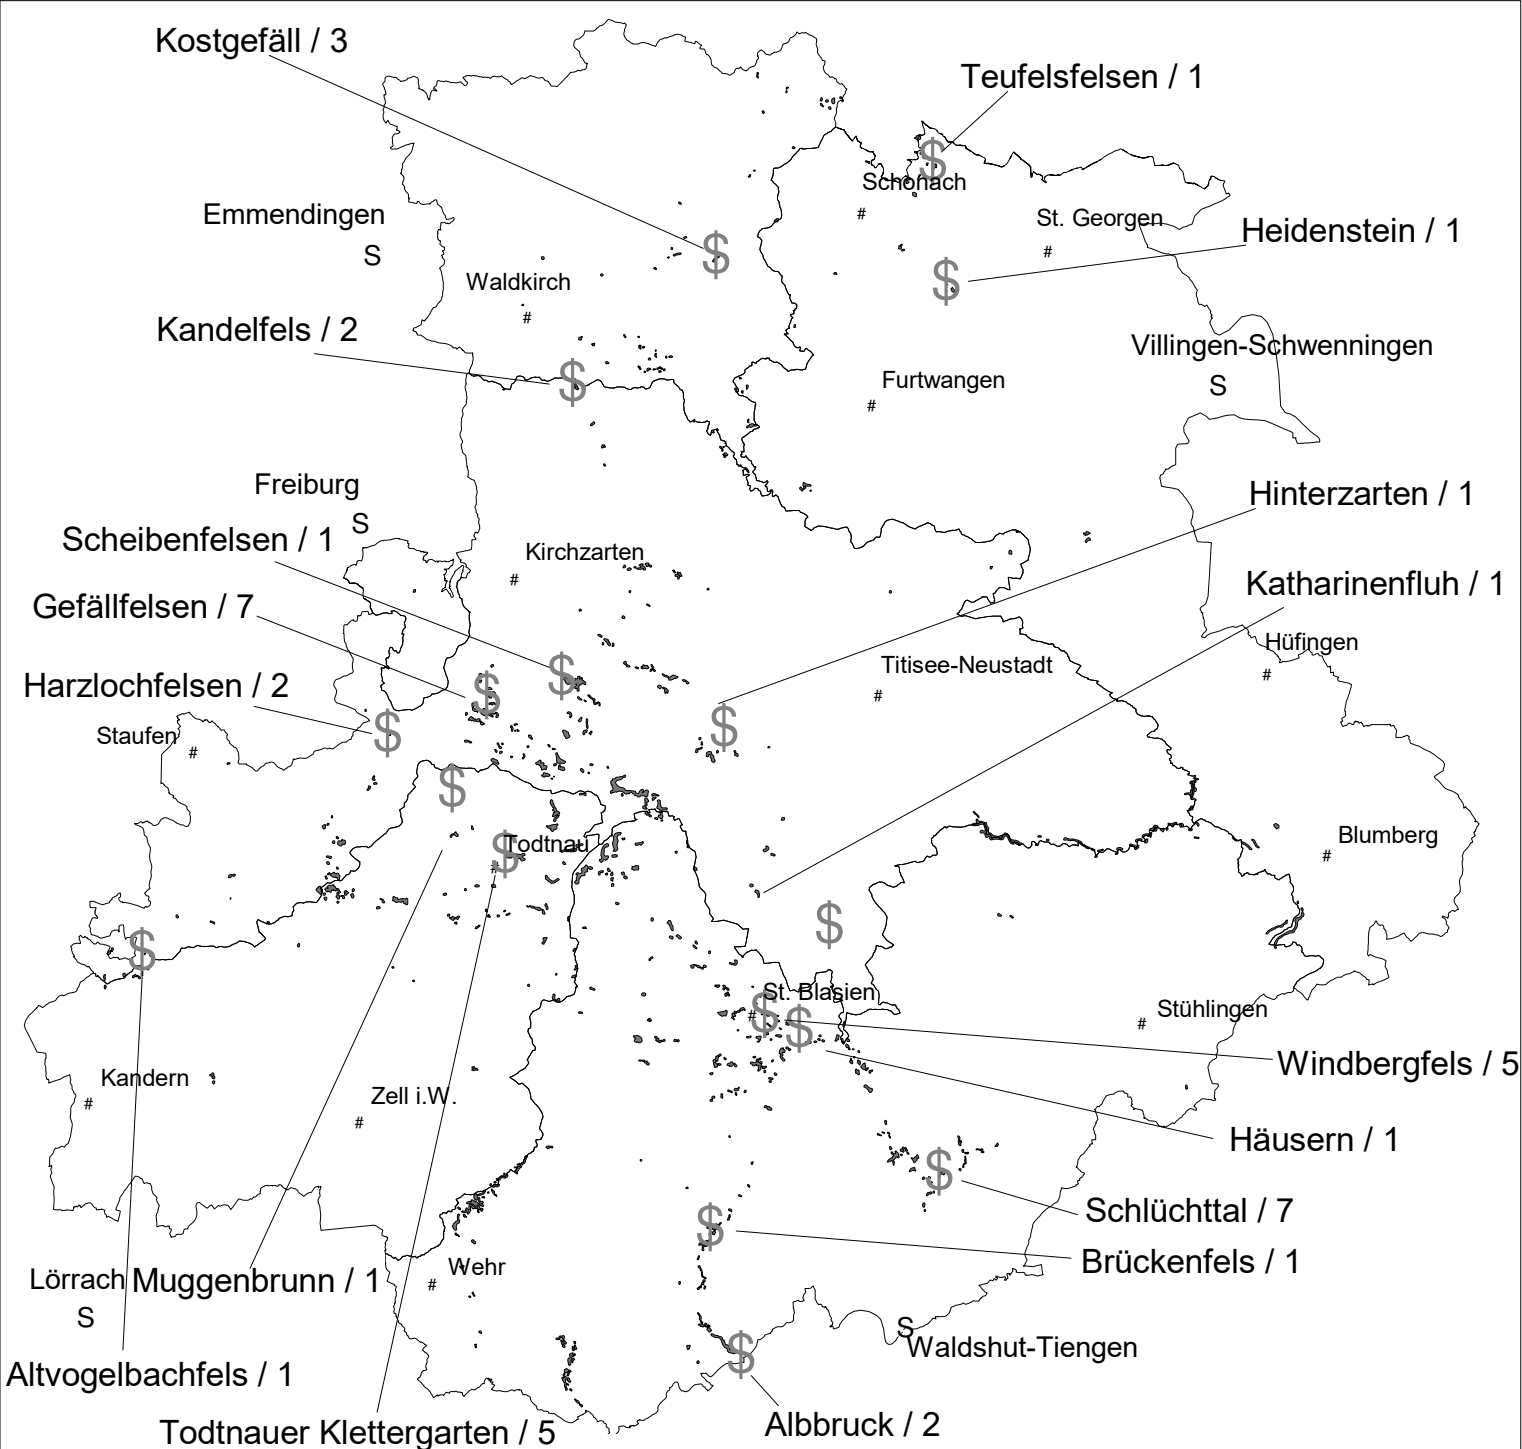 Kostgefäll / 3
Teufelsfelsen / 1
Schonach
#
Emmendingen
S
St. Georgen
#
Heidenstein / 1
$
$
$
Waldkirch
#
Kandelfels / 2
$
Villingen-Schwenningen
S
Furtwangen
#
Freiburg
S
Hinterzarten / 1
Scheibenfelsen / 1
Kirchzarten
#
Katharinenfluh / 1
Gefällfelsen / 7
Hüfingen
#
Titisee-Neustadt
#
Harzlochfelsen / 2
$
$
$
$
Staufen
#
$
Todtnau
#
$
Blumberg
#
$
$
St. Blasien
#
$
$
Stühlingen
#
Windbergfels / 5
Kandern
#
Zell i.W.
#
Häusern / 1
$
Schlüchttal / 7
$
Brückenfels / 1
Wehr
#
Lörrach
S
Muggenbrunn / 1
S
Waldshut-Tiengen
$
Altvogelbachfels / 1
Albbruck / 2
Todtnauer Klettergarten / 5